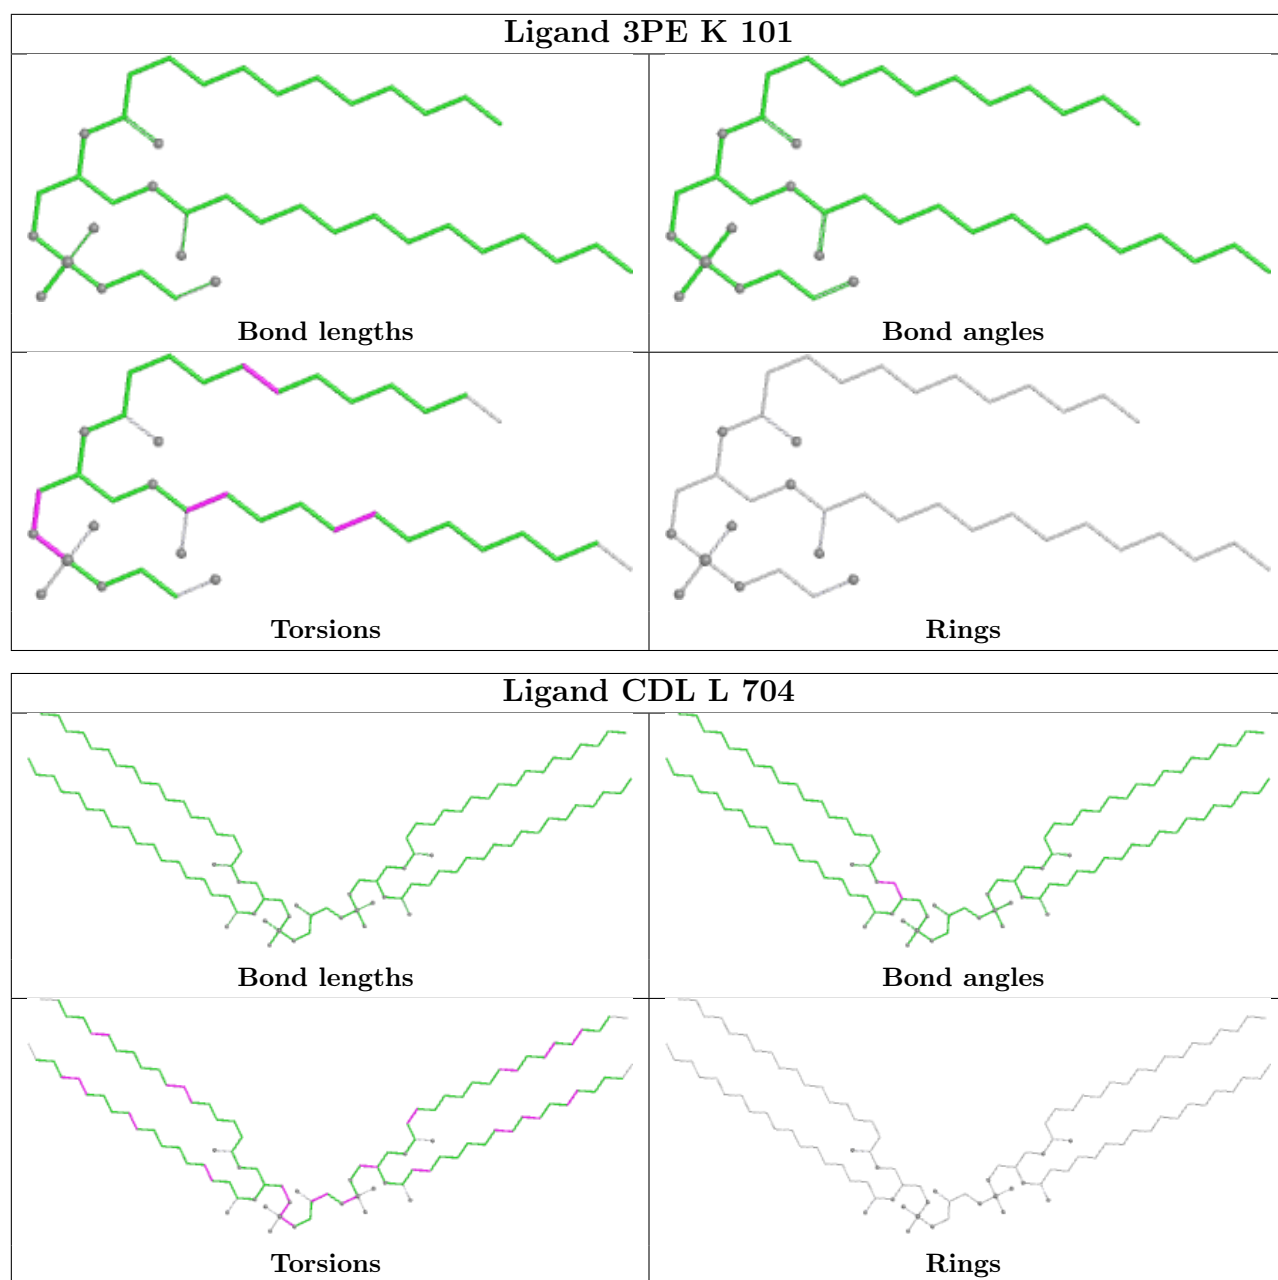 Ligand 3PE K 101
Bond lengths
Bond angles
Torsions
Rings
Ligand CDL L 704
Bond lengths
Bond angles
Torsions
Rings